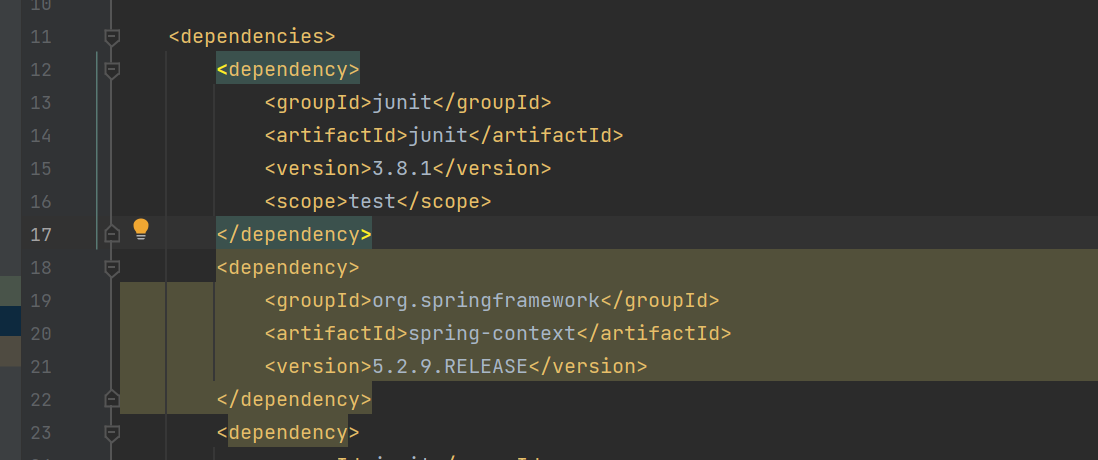 10
11 <dependencies>
12 <dependency>
13 <groupId>junit</groupId>
14 <artifactId>junit</artifactId>
15 <version>3.8.1</version>
16 <scope>test</scope>
17 </dependency>
18 <dependency>
19 <groupId>org.springframework</groupId>
20 <artifactId>spring-context</artifactId>
21 <version>5.2.9.RELEASE</version>
22 </dependency>
23 <dependency>